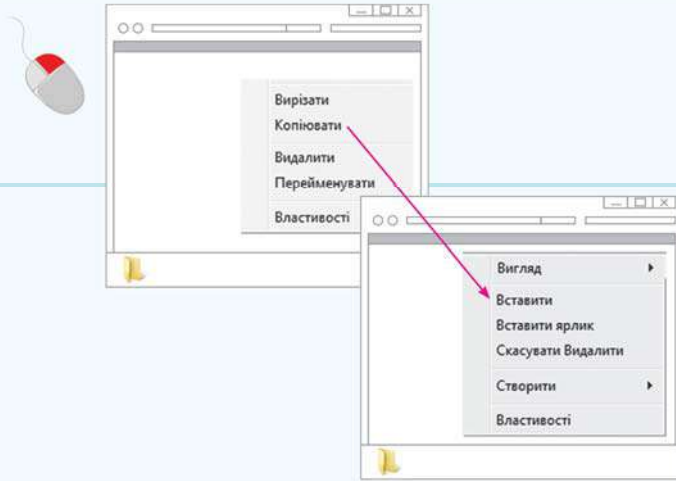 Вирізати
Копіювати
Видалити
Перейменувати
Властивості
Вигляд
Вставити
Вставити ярлик
Скасувати Видалити
Створити
Властивості